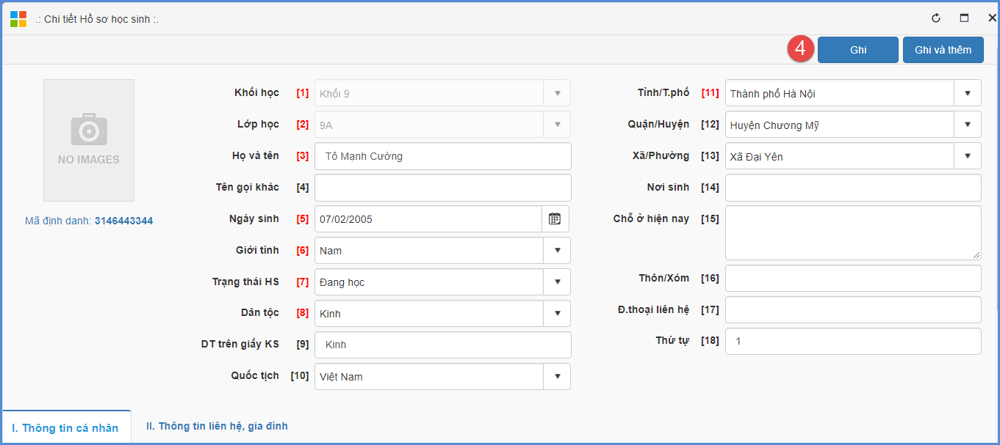 .: Chi tiết Hồ sơ học sinh :.
4 Ghi Ghi và thêm
NO IMAGES
Mã định danh: 3146443344
Khối học [1] Khối 9
Lớp học [2] 9A
Họ và tên [3] Tô Mạnh Cường
Tên gọi khác [4]
Ngày sinh [5] 07/02/2005
Giới tính [6] Nam
Trạng thái HS [7] Đang học
Dân tộc [8] Kinh
DT trên giấy KS [9] Kinh
Quốc tịch [10] Việt Nam
Tỉnh/T.phố [11] Thành phố Hà Nội
Quận/Huyện [12] Huyện Chương Mỹ
Xã/Phường [13] Xã Đại Yên
Nơi sinh [14]
Chỗ ở hiện nay [15]
Thôn/Xóm [16]
Đ.thoại liên hệ [17]
Thứ tự [18] 1
I. Thông tin cá nhân II. Thông tin liên hệ, gia đình